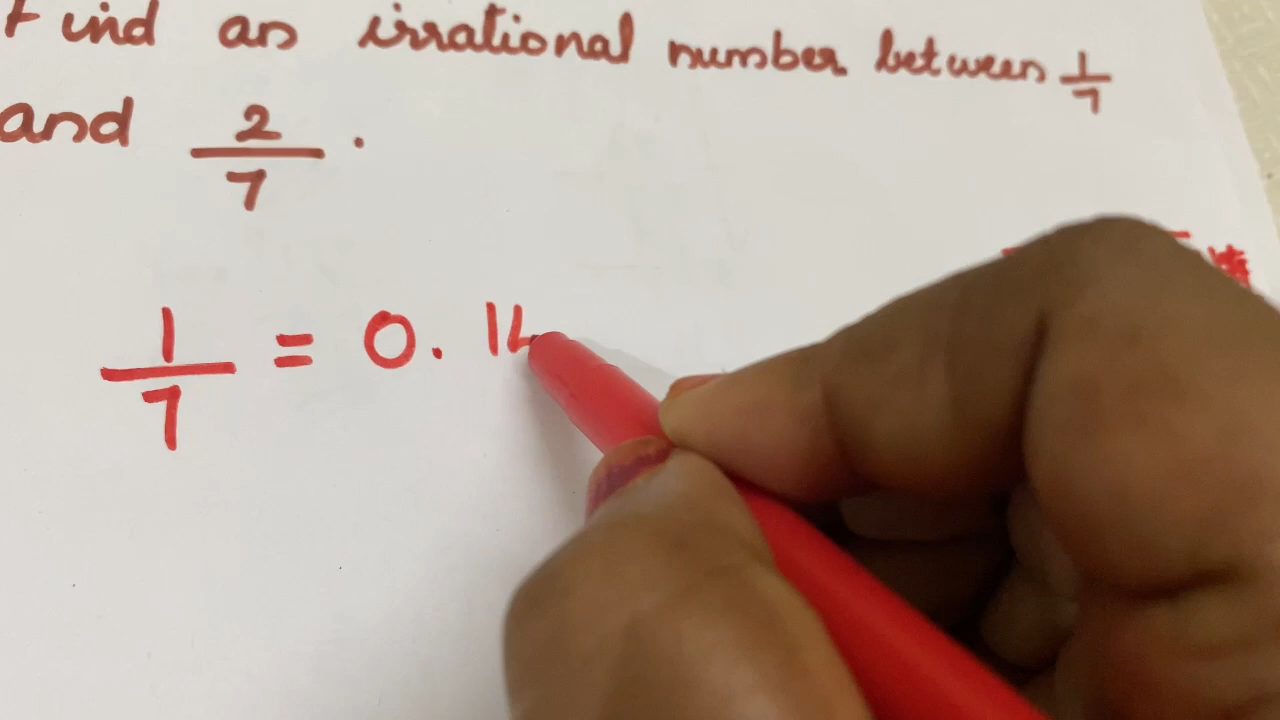 Find an irrational number between 1/7
and 2/7 .
1/7 = 0.14